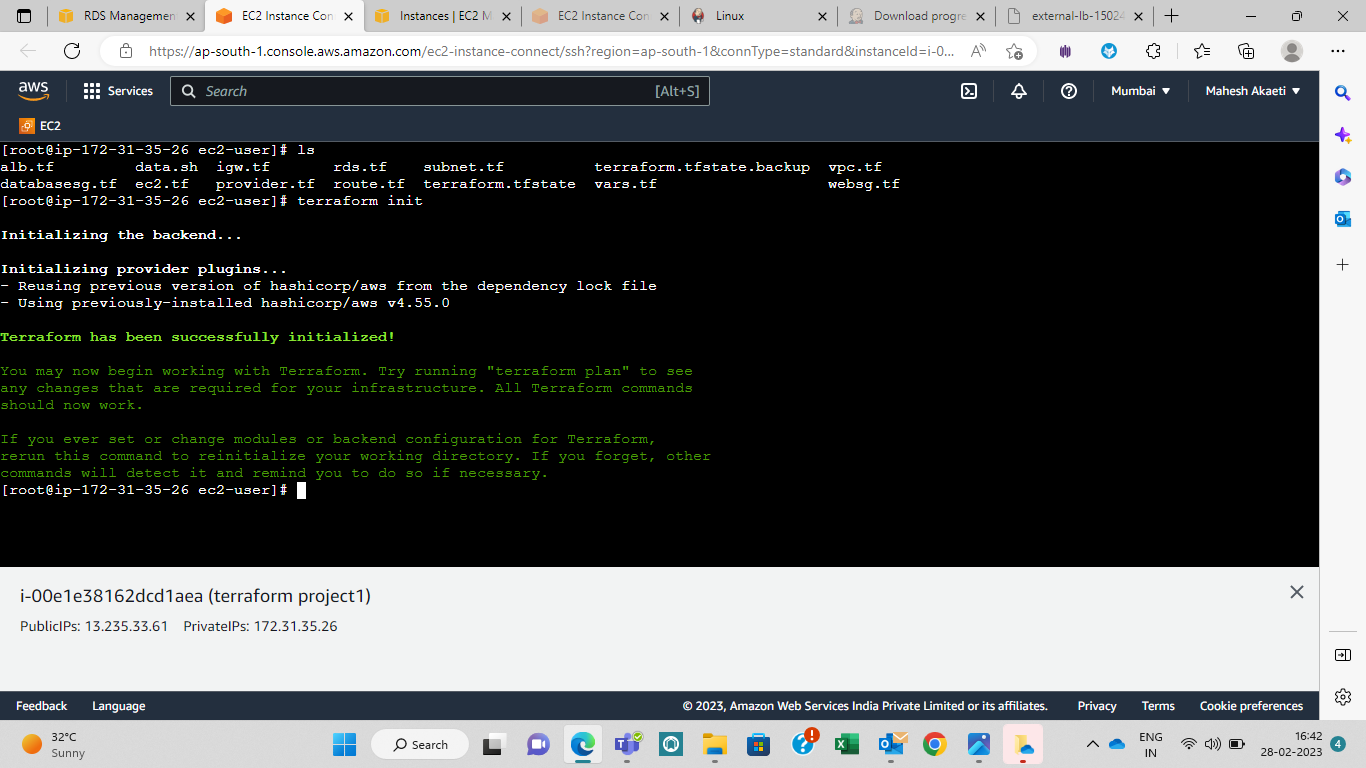 RDS Managemen
EC2 Instance Con
Instances | EC2 M
EC2 Instance Con
Linux
Download progre
external-lb-15024
https://ap-south-1.console.aws.amazon.com/ec2-instance-connect/ssh?region=ap-south-1&connType=standard&instanceId=i-0...
aws
Services
Search
[Alt+S]
Mumbai
Mahesh Akaeti
EC2
[root@ip-172-31-35-26 ec2-user]# ls
alb.tf data.sh igw.tf rds.tf subnet.tf terraform.tfstate.backup vpc.tf
databasesg.tf ec2.tf provider.tf route.tf terraform.tfstate vars.tf websg.tf
[root@ip-172-31-35-26 ec2-user]# terraform init
Initializing the backend...
Initializing provider plugins...
- Reusing previous version of hashicorp/aws from the dependency lock file
- Using previously-installed hashicorp/aws v4.55.0
Terraform has been successfully initialized!
You may now begin working with Terraform. Try running "terraform plan" to see
any changes that are required for your infrastructure. All Terraform commands
should now work.
If you ever set or change modules or backend configuration for Terraform,
rerun this command to reinitialize your working directory. If you forget, other
commands will detect it and remind you to do so if necessary.
[root@ip-172-31-35-26 ec2-user]#
i-00e1e38162dcd1aea (terraform project1)
PublicIPs: 13.235.33.61 PrivateIPs: 172.31.35.26
Feedback Language © 2023, Amazon Web Services India Private Limited or its affiliates. Privacy Terms Cookie preferences
32°C
Sunny
Search
ENG
IN
16:42
28-02-2023
4